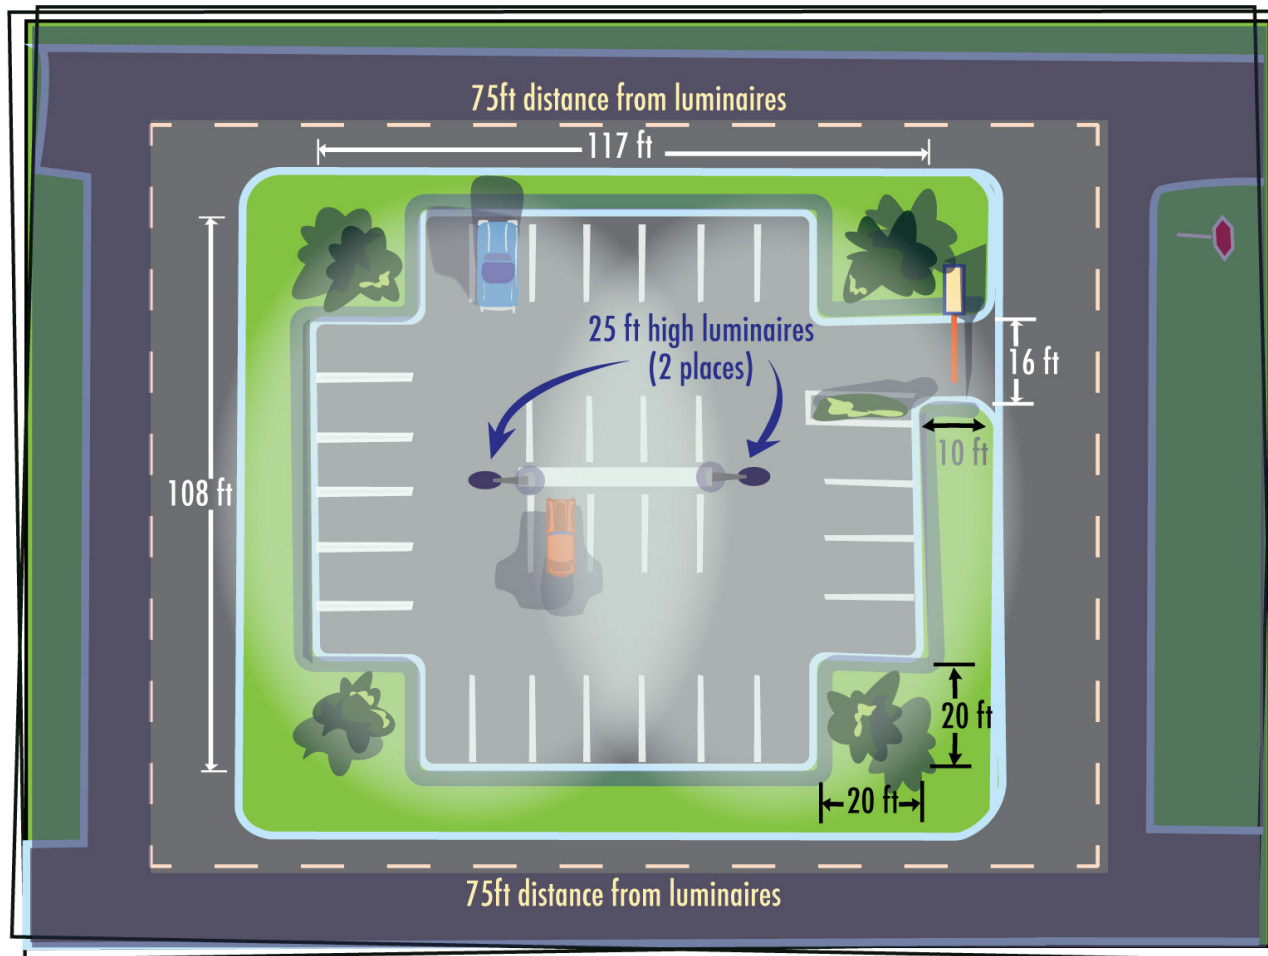 75ft distance from luminaires
117 ft
25 ft high luminaires
(2 places)
16 ft
10 ft
108 ft
20 ft
20 ft
75ft distance from luminaires